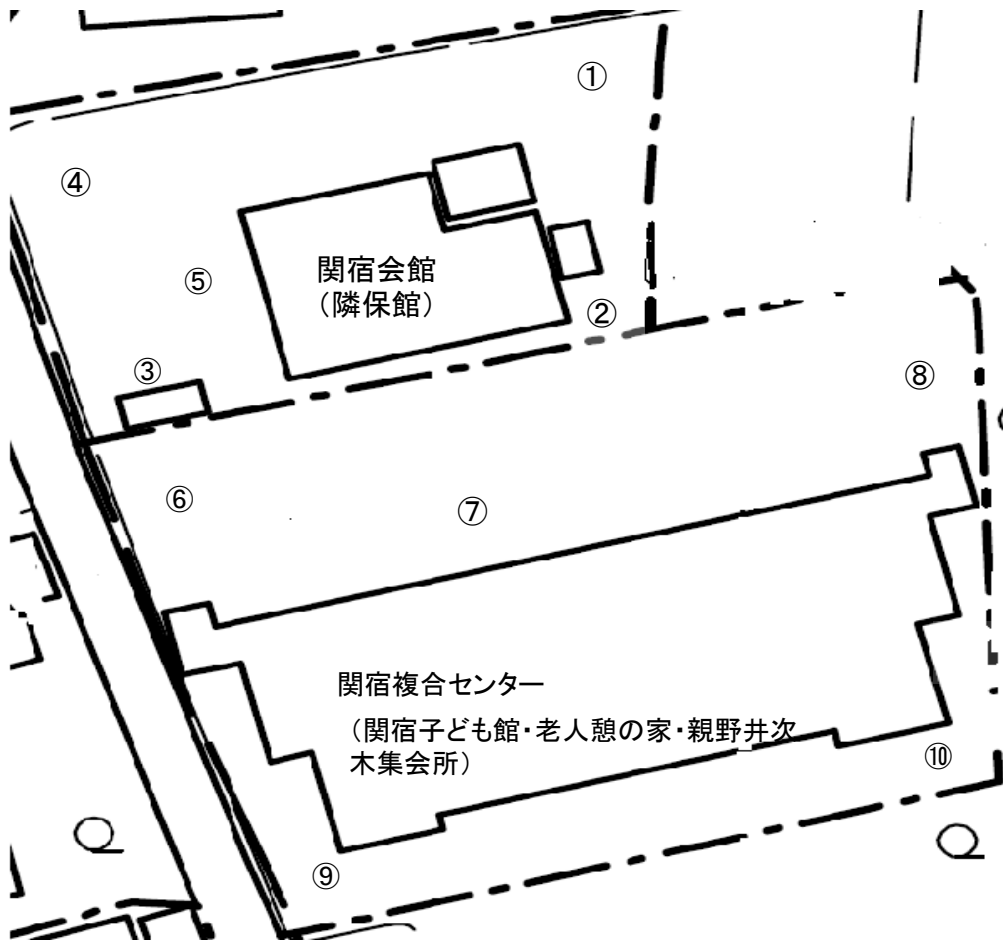 ①
④
⑤
関宿会館
(隣保館)
②
③
⑧
⑥
⑦
関宿複合センター
(関宿子ども館・老人憩の家・親野井次
木集会所)
⑩
⑨